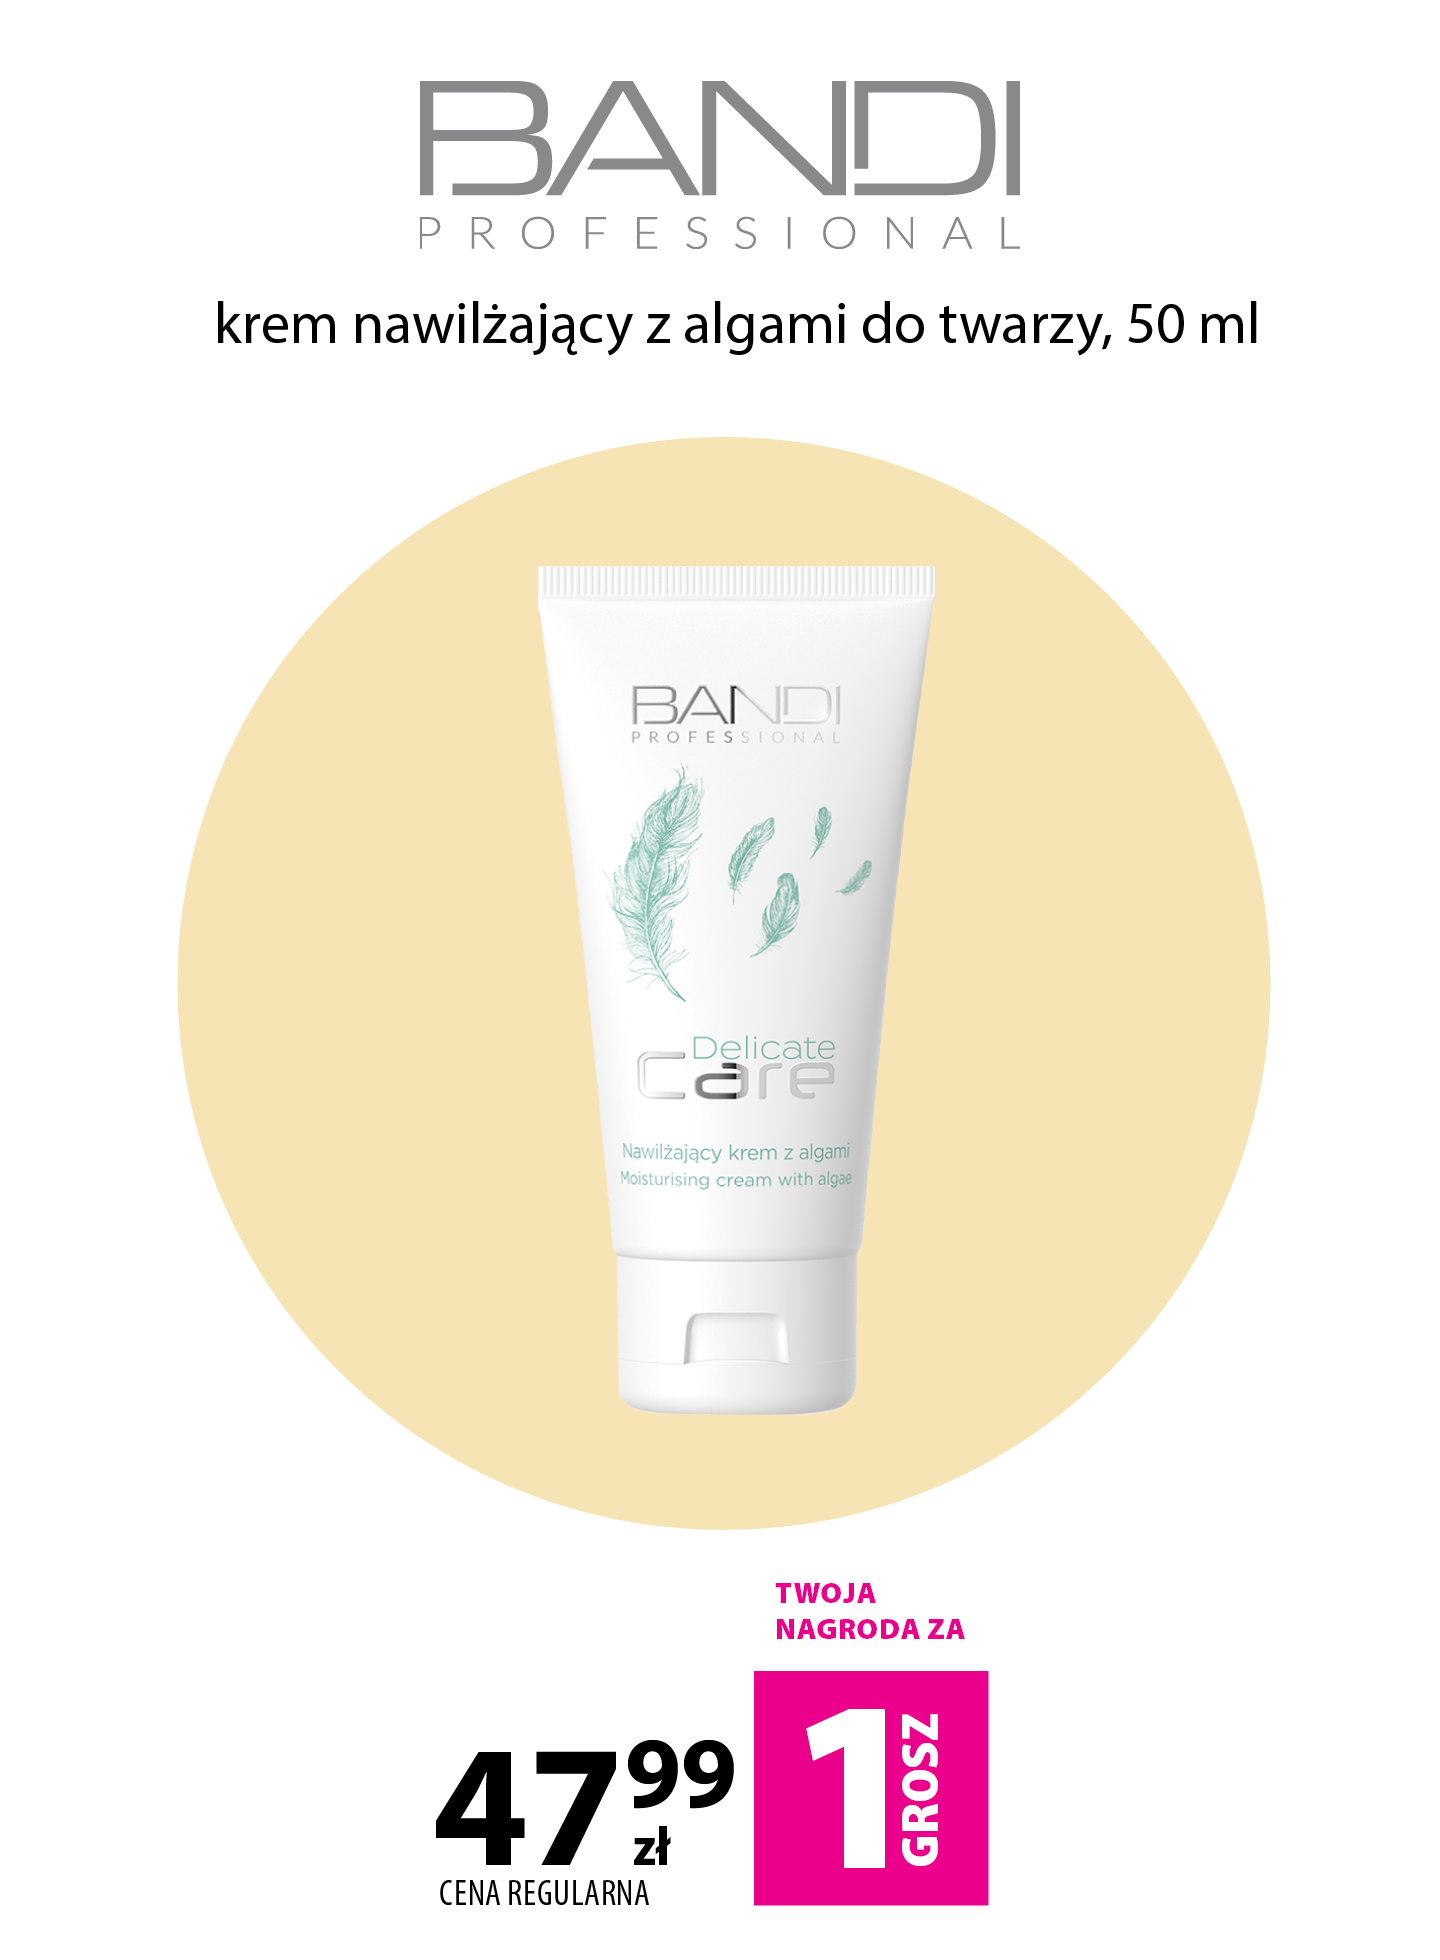 BANDI
PROFESSIONAL
krem nawilżający z algami do twarzy, 50 ml
BANDI
PROFESSIONAL
Delicate
Care
Nawilżający krem z algami
Moisturising cream with algae
TWOJA
NAGRODA ZA
47 99 zł
CENA REGULARNA
1 GROSZ